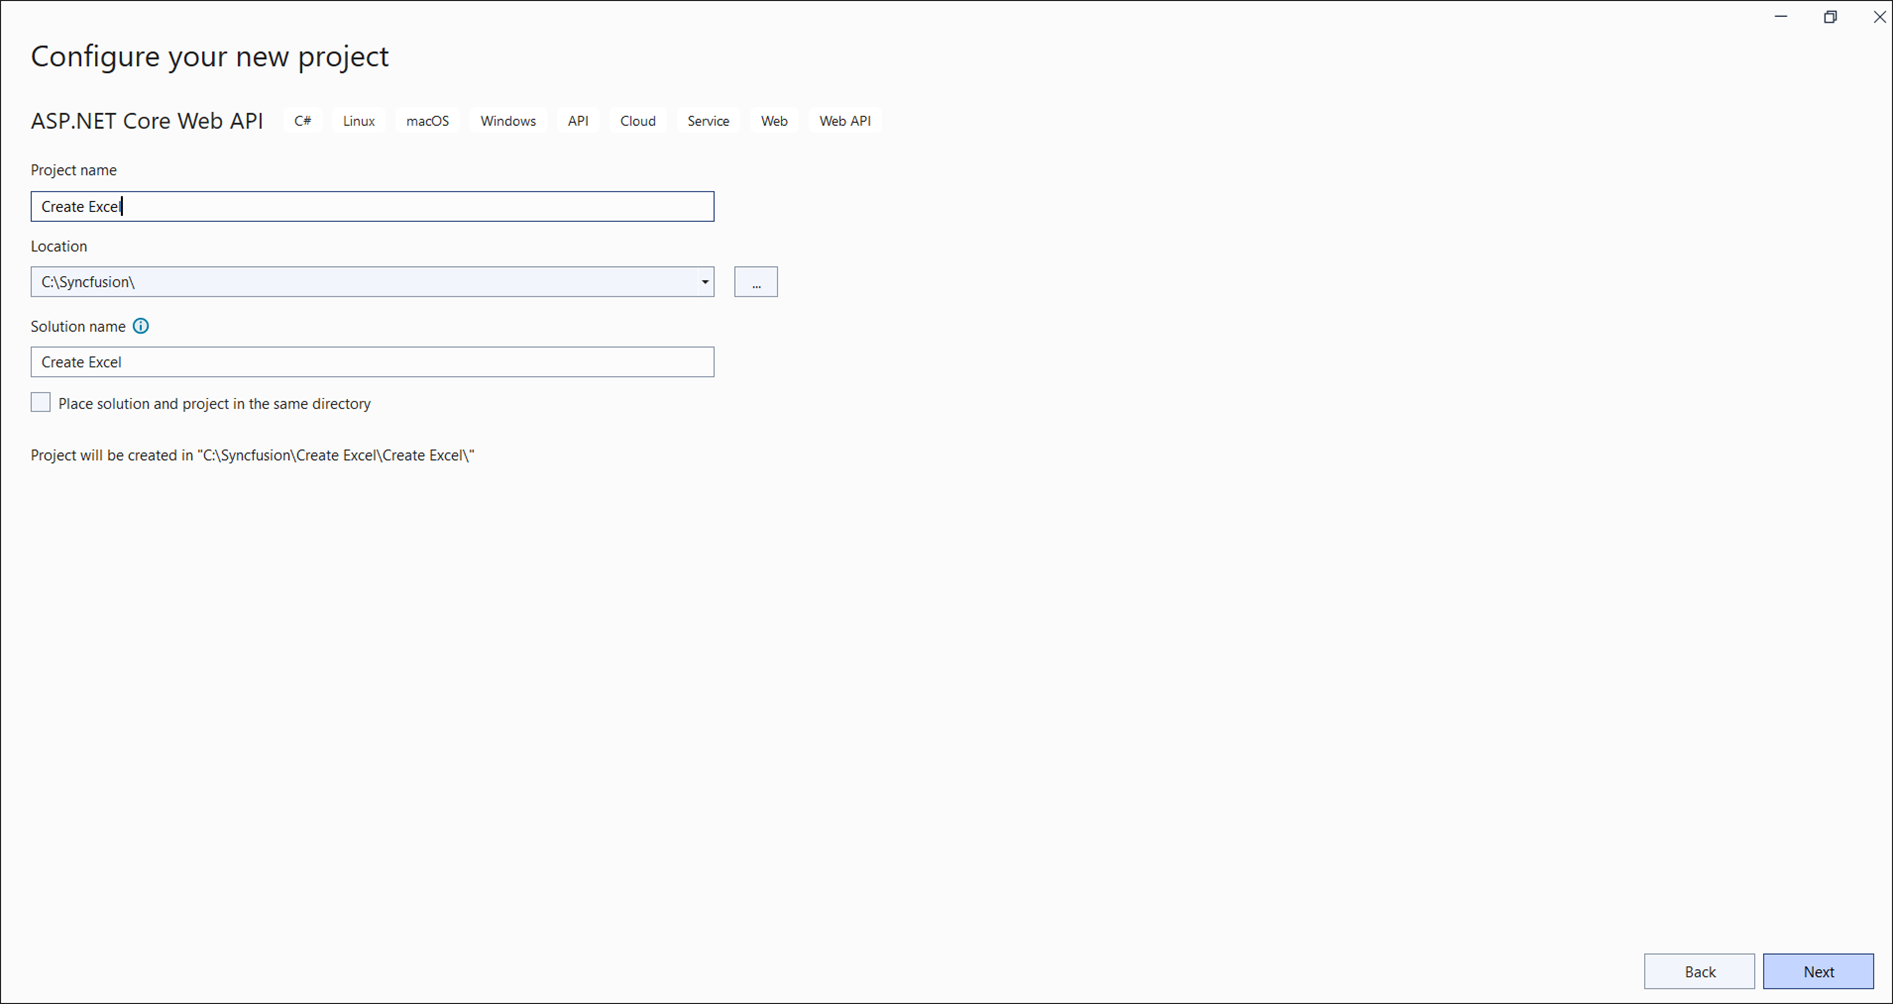 Configure your new project
ASP.NET Core Web API C# Linux macOS Windows API Cloud Service Web Web API
Project name
Create Excel
Location
C:\Syncfusion\
...
Solution name
Create Excel
Place solution and project in the same directory
Project will be created in "C:\Syncfusion\Create Excel\Create Excel\"
Back Next